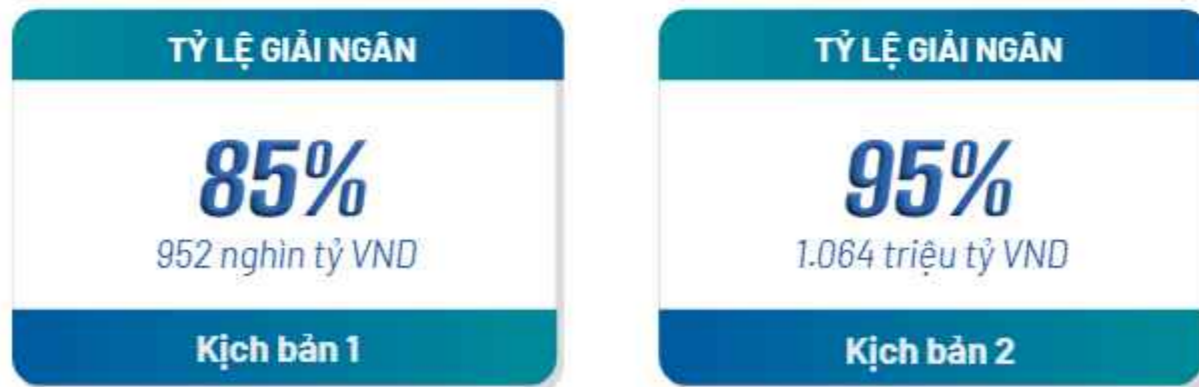 TỶ LỆ GIẢI NGÂN
85%
952 nghìn tỷ VND
Kịch bản 1
TỶ LỆ GIẢI NGÂN
95%
1.064 triệu tỷ VND
Kịch bản 2